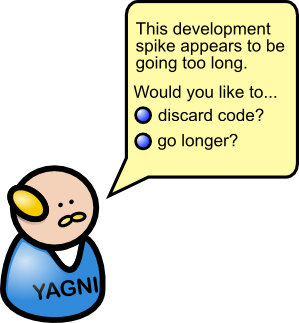 This development
spike appears to be
going too long.
Would you like to...
discard code?
go longer?
YAGNI